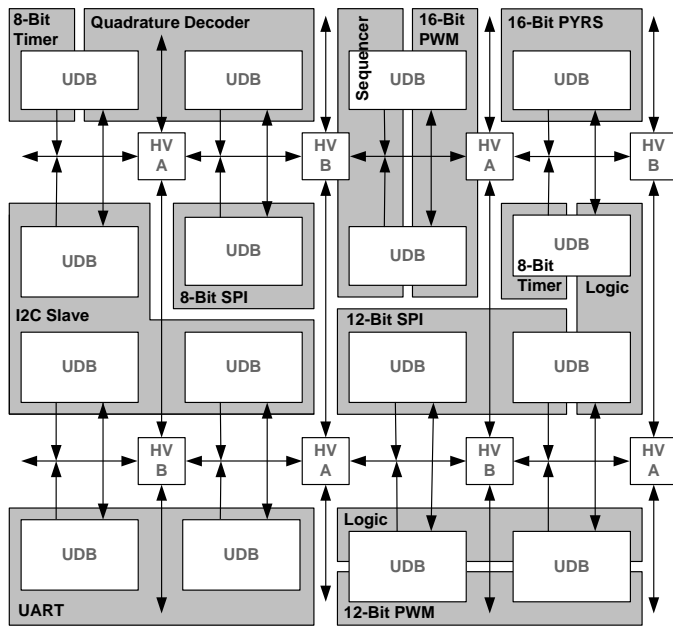 8-Bit
Timer
Quadrature Decoder
Sequencer
16-Bit
PWM
16-Bit PYRS
UDB
UDB
UDB
UDB
HV
A
HV
B
HV
A
HV
B
UDB
UDB
UDB
UDB
8-Bit SPI
8-Bit
Timer
Logic
I2C Slave
12-Bit SPI
UDB
UDB
UDB
UDB
HV
B
HV
A
HV
B
HV
A
Logic
UDB
UDB
UDB
UDB
UART
12-Bit PWM